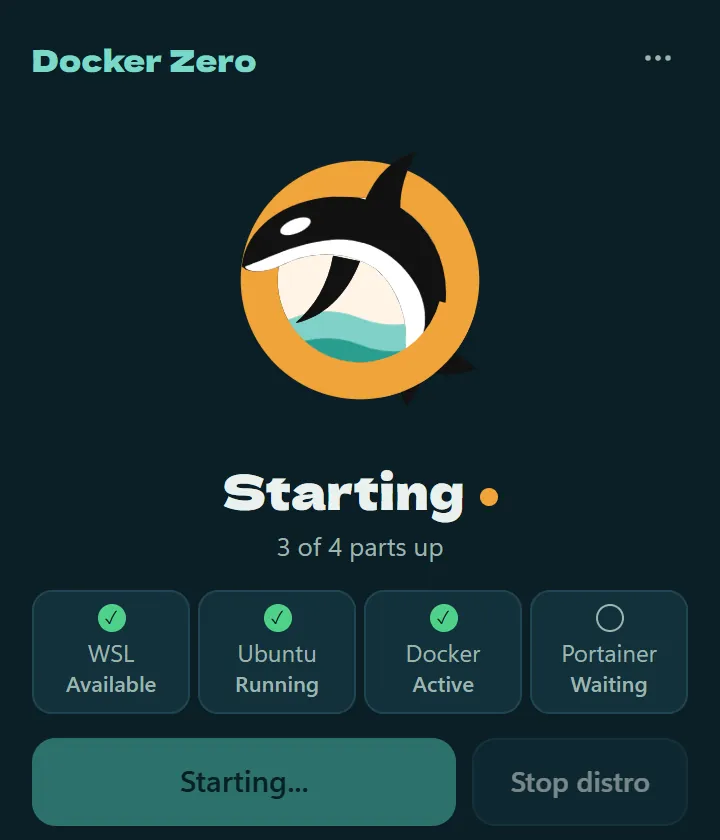 Docker Zero
Starting
3 of 4 parts up
WSL
Available
Ubuntu
Running
Docker
Active
Portainer
Waiting
Starting...
Stop distro